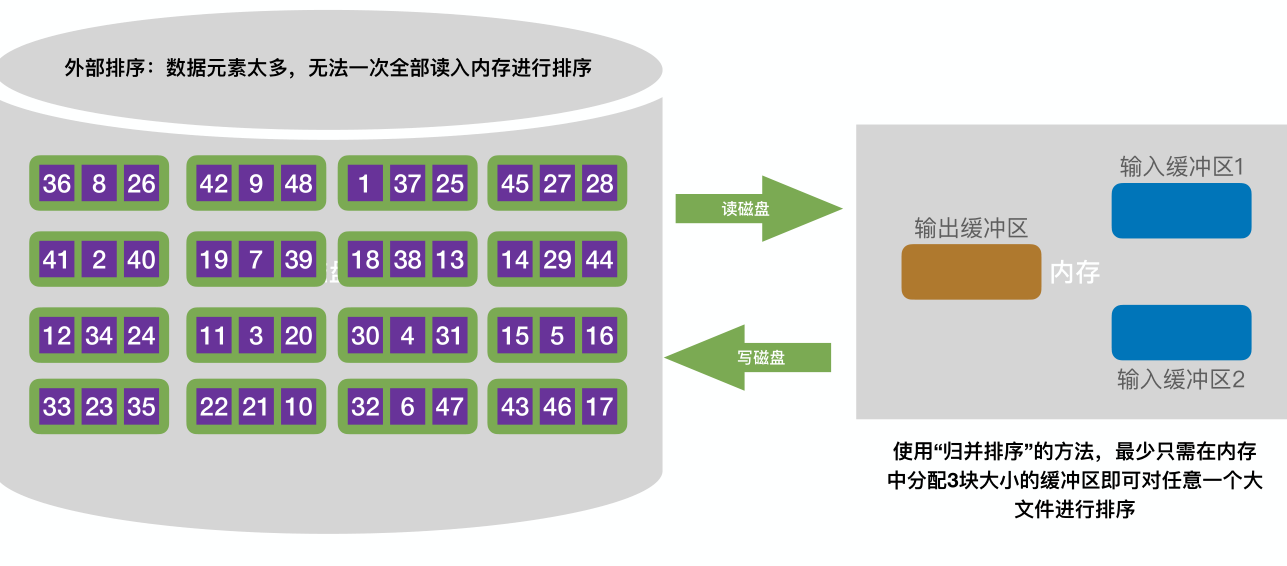 外部排序：数据元素太多，无法一次全部读入内存进行排序
36 8 26 42 9 48 1 37 25 45 27 28
41 2 40 19 7 39 18 38 13 14 29 44
12 34 24 11 3 20 30 4 31 15 5 16
33 23 35 22 21 10 32 6 47 43 46 17
读磁盘
写磁盘
输入缓冲区1
输出缓冲区
内存
输入缓冲区2
使用“归并排序”的方法，最少只需在内存
中分配3块大小的缓冲区即可对任意一个大
文件进行排序